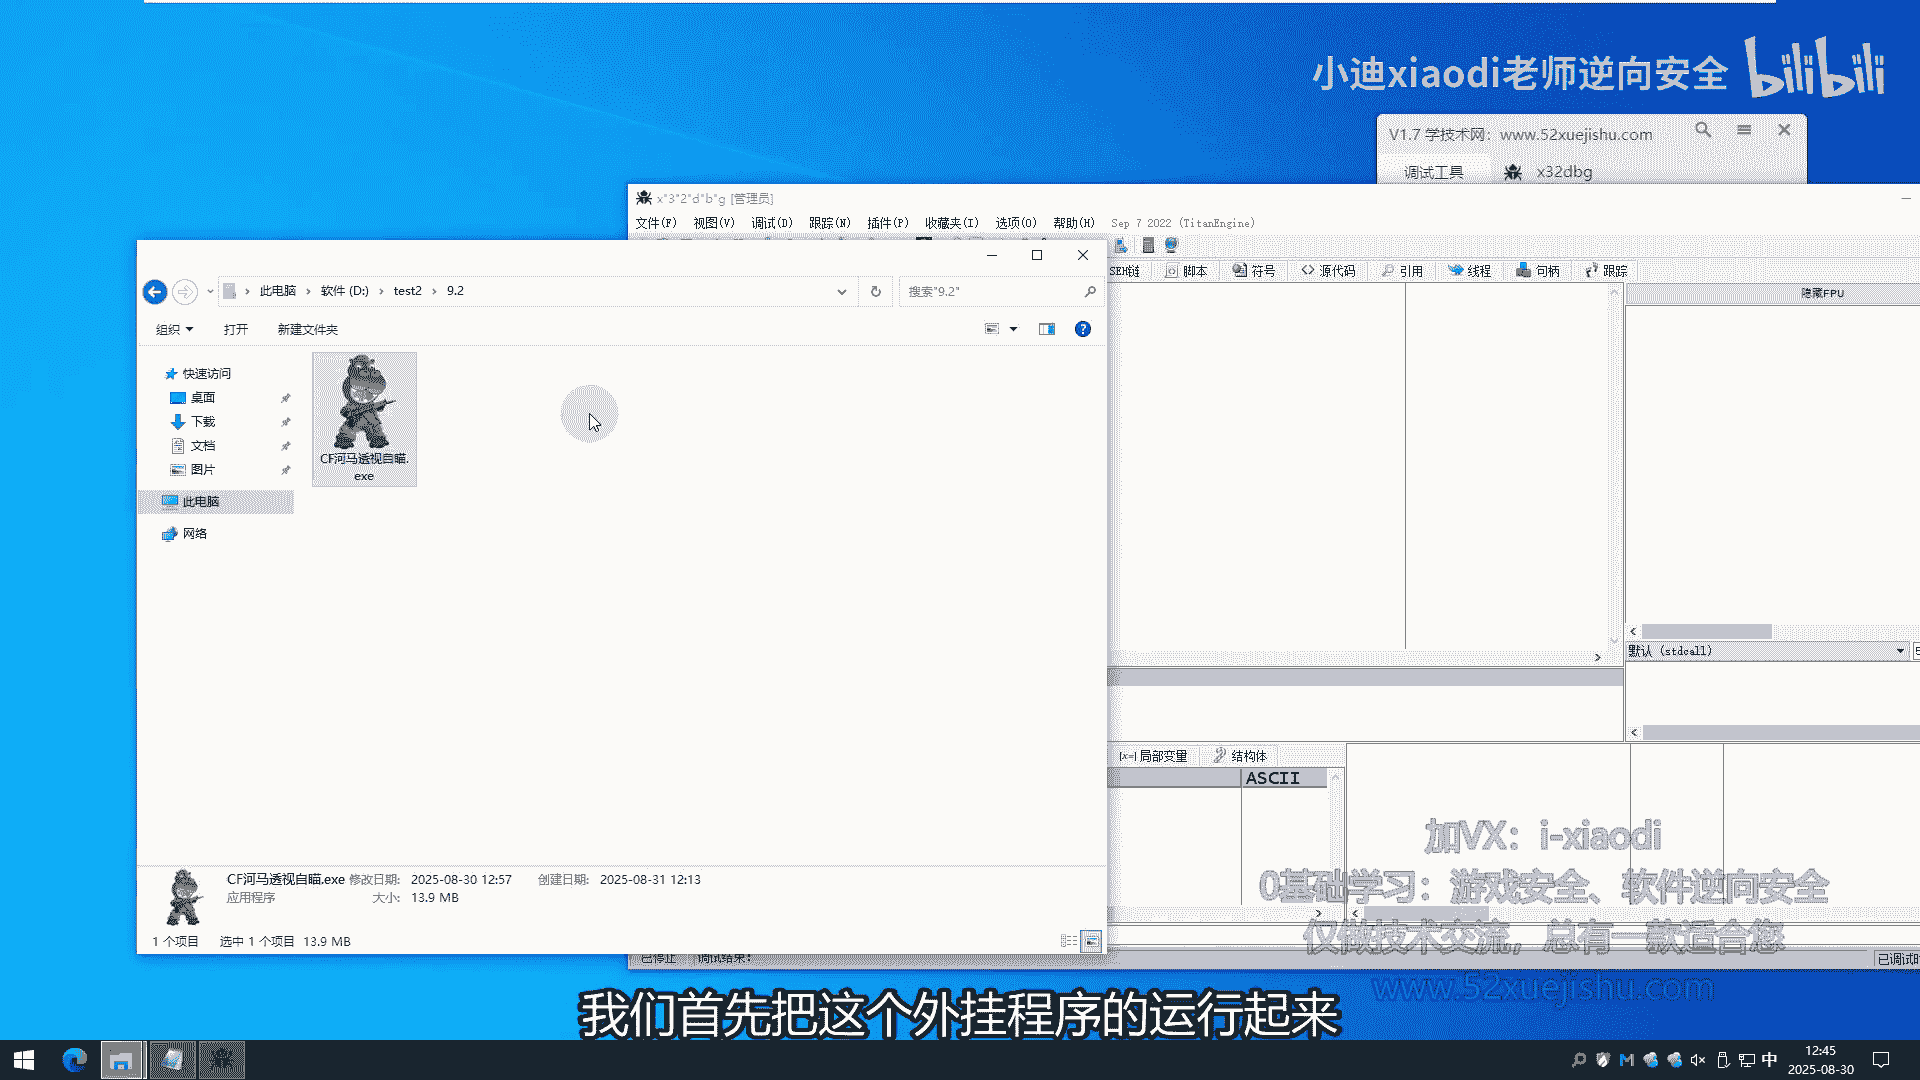 小迪xiaodi老师逆向安全 bilibili
V1.7 学技术网：www.52xuejishu.com
调试工具 x32dbg
x*3*2*d*b*g [管理员]
文件(F) 视图(V) 调试(D) 跟踪(N) 插件(P) 收藏夹(I) 选项(O) 帮助(H) Sep 7 2022 (TitanEngine)
SEH链 脚本 符号 源代码 引用 线程 句柄 跟踪
此电脑 › 软件 (D:) › test2 › 9.2
搜索"9.2"
隐藏FPU
组织 打开 新建文件夹
快速访问
桌面
下载
文档
图片
此电脑
网络
CF河马透视自瞄.
exe
默认 (stdcall)
[x=] 局部变量 结构体
ASCII
加VX：i-xiaodi
0基础学习：游戏安全、软件逆向安全
仅做技术交流，总有一款适合您
www.52xuejishu.com
CF河马透视自瞄.exe 修改日期: 2025-08-30 12:57 创建日期: 2025-08-31 12:13
应用程序 大小: 13.9 MB
1 个项目 选中 1 个项目 13.9 MB
已停止 调试结束！
我们首先把这个外挂程序的运行起来
中
12:45
2025-08-30